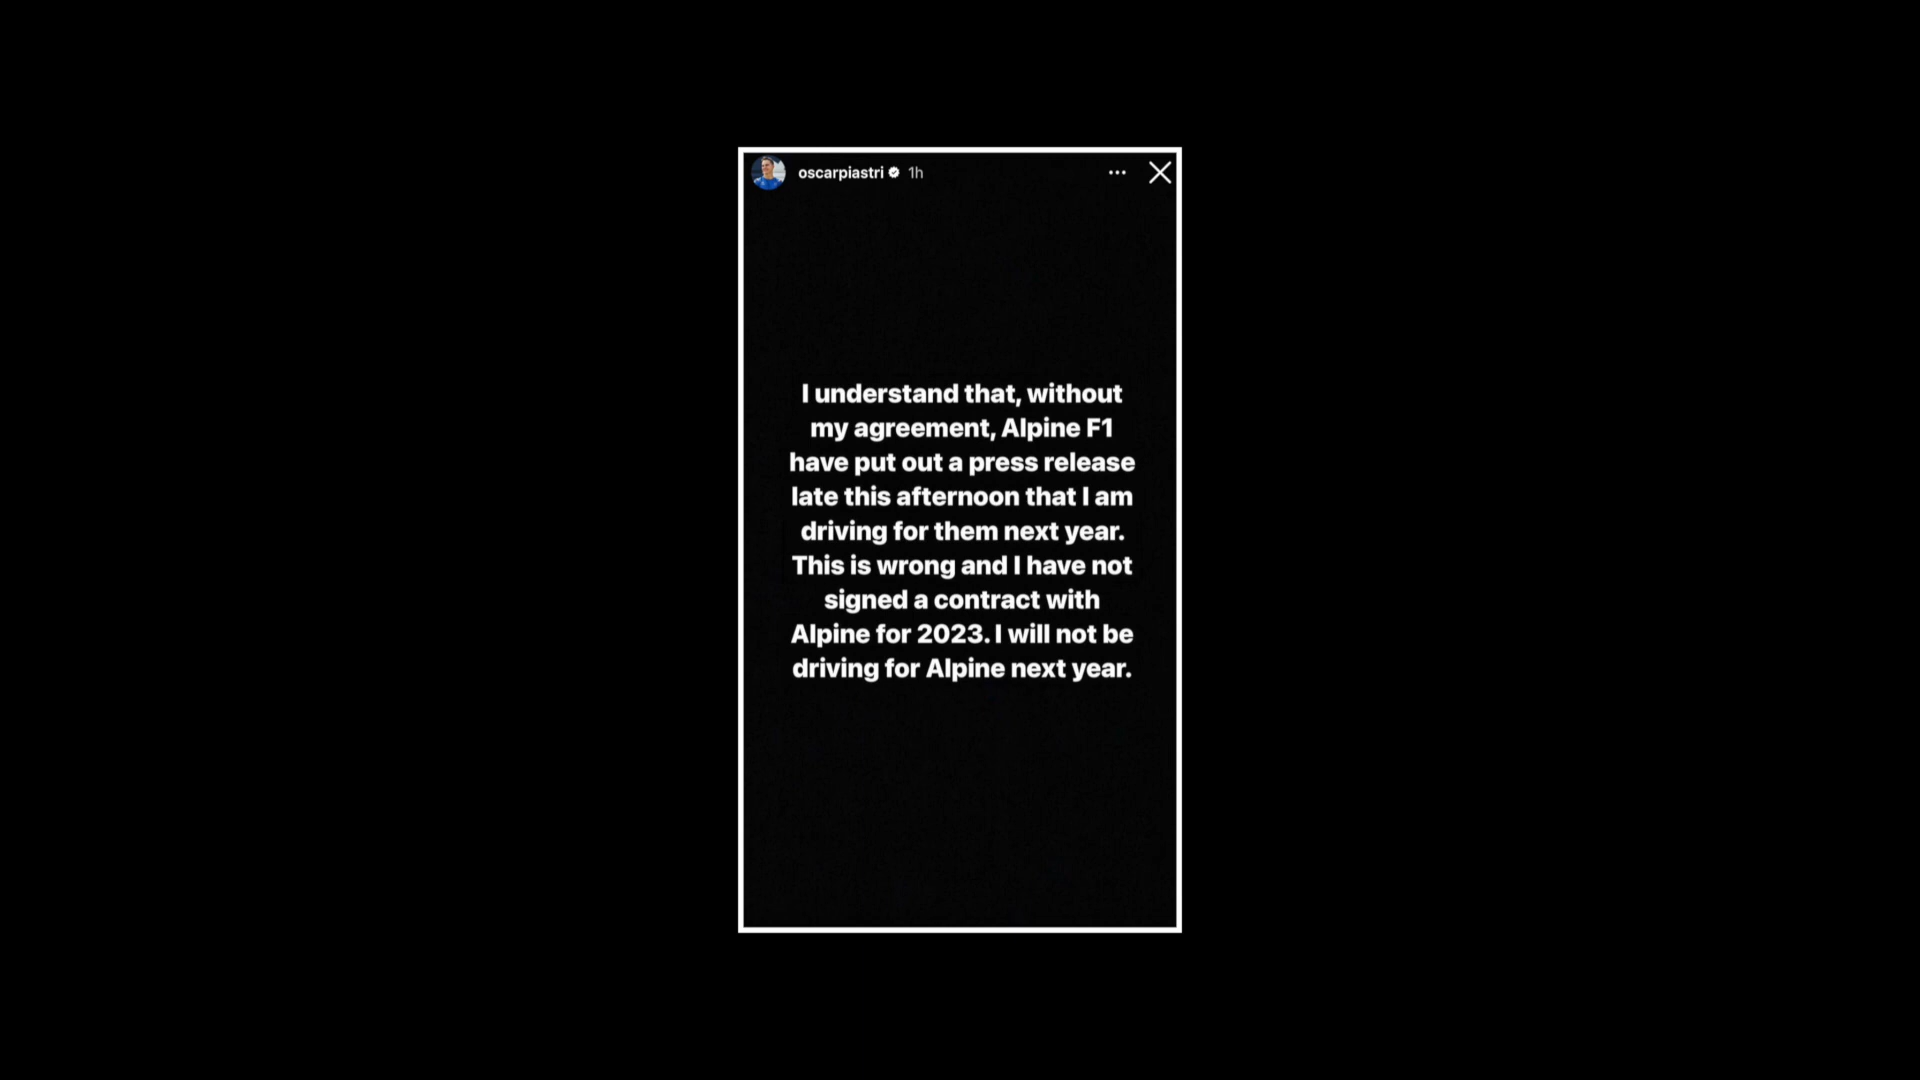 oscarpiastri 1h
I understand that, without
my agreement, Alpine F1
have put out a press release
late this afternoon that I am
driving for them next year.
This is wrong and I have not
signed a contract with
Alpine for 2023. I will not be
driving for Alpine next year.